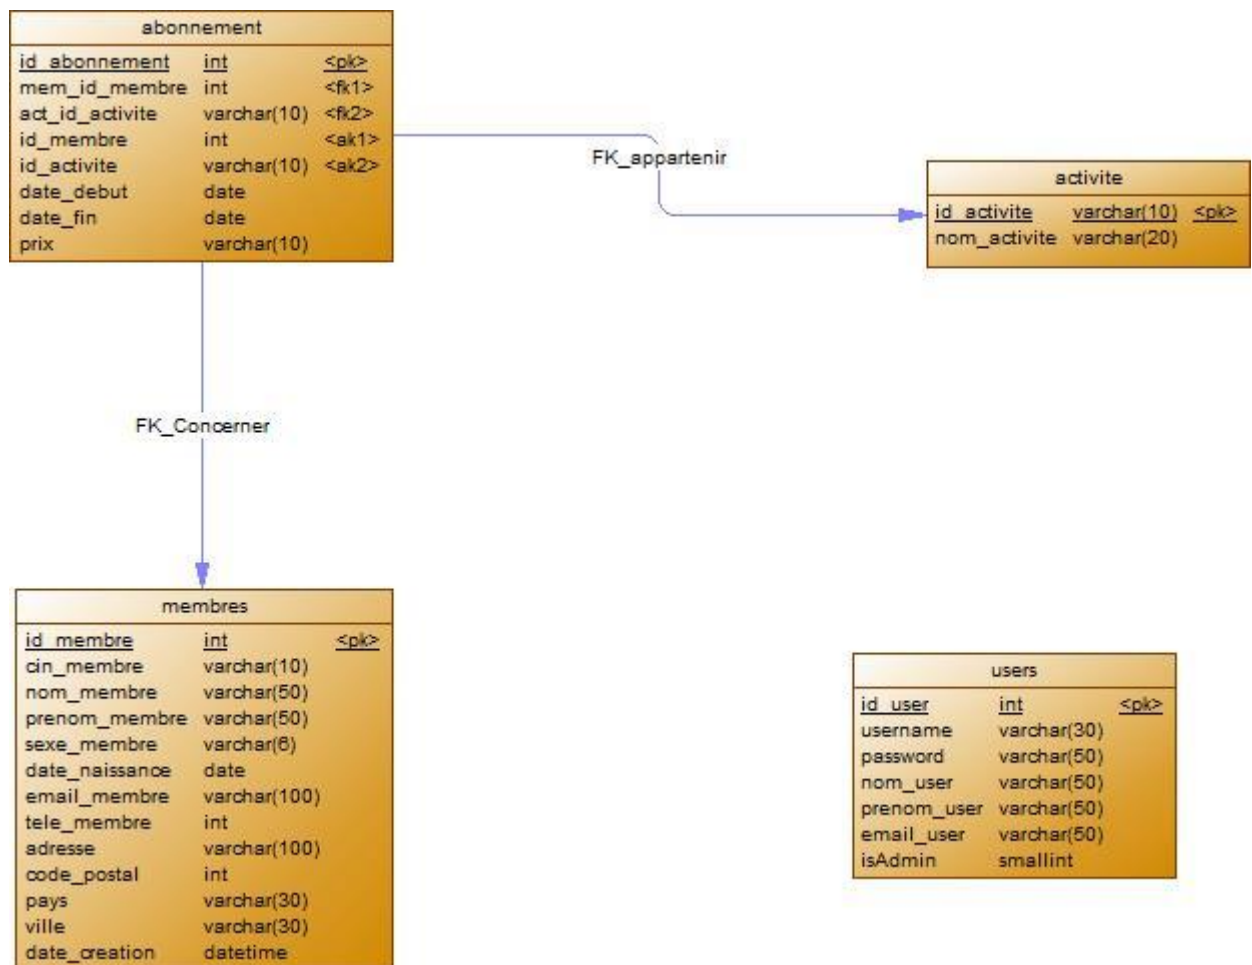 abonnement
id_abonnement int <pk>
mem_id_membre int <fk1>
act_id_activite varchar(10) <fk2>
id_membre int <ak1>
id_activite varchar(10) <ak2>
date_debut date
date_fin date
prix varchar(10)
FK_appartenir
activite
id_activite varchar(10) <pk>
nom_activite varchar(20)
FK_Concerner
membres
id_membre int <pk>
cin_membre varchar(10)
nom_membre varchar(50)
prenom_membre varchar(50)
sexe_membre varchar(6)
date_naissance date
email_membre varchar(100)
tele_membre int
adresse varchar(100)
code_postal int
pays varchar(30)
ville varchar(30)
date_creation datetime
users
id_user int <pk>
username varchar(30)
password varchar(50)
nom_user varchar(50)
prenom_user varchar(50)
email_user varchar(50)
isAdmin smallint